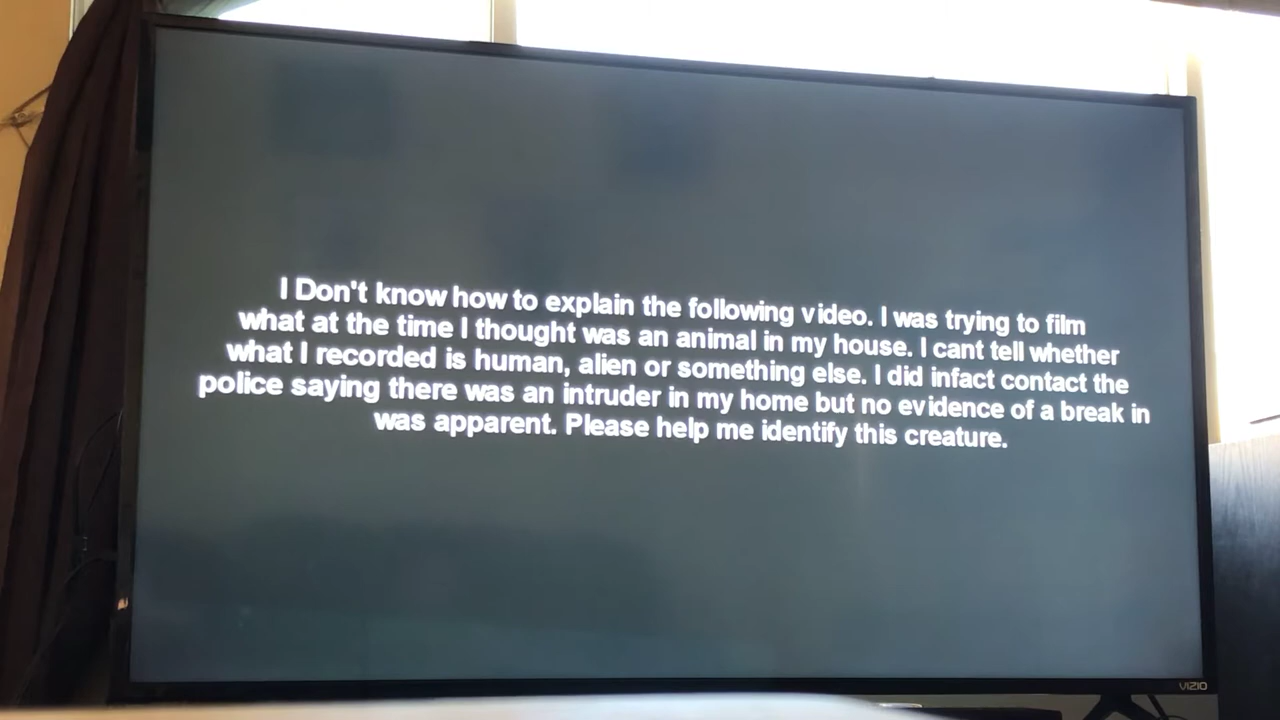 I Don't know how to explain the following video. I was trying to film
what at the time I thought was an animal in my house. I cant tell whether
what I recorded is human, alien or something else. I did infact contact the
police saying there was an intruder in my home but no evidence of a break in
was apparent. Please help me identify this creature.
VIZIO